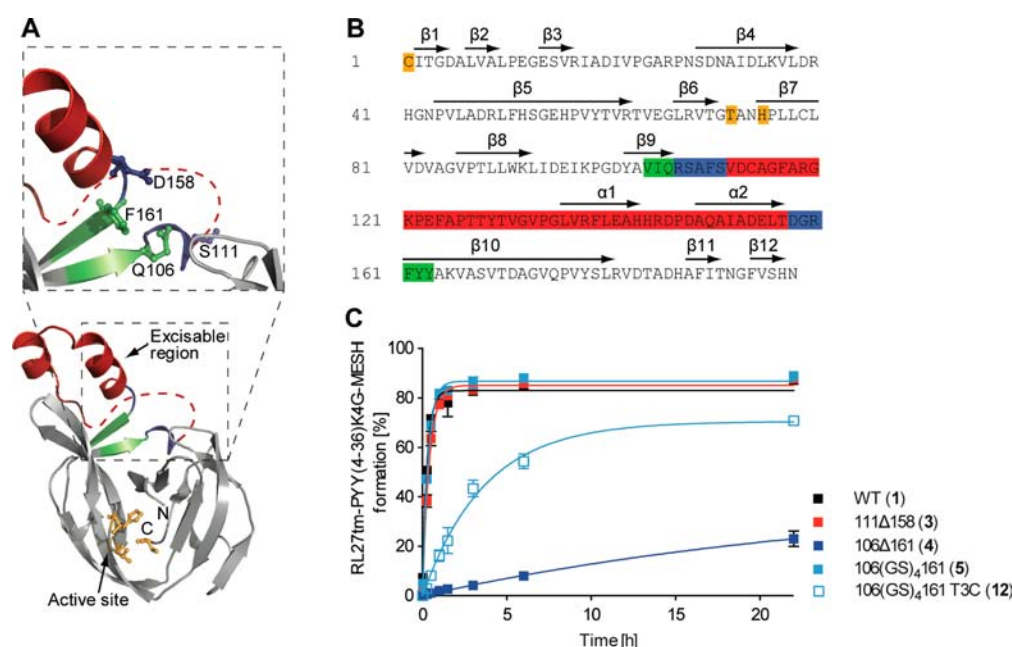 A
D158
F161
S111
Q106
Excisable
region
N
C
Active site
B
β1 β2 β3 β4
1 CITGDALVALPEGESVRIADIVPGARPNSDNAIDLKVLDR
β5 β6 β7
41 HGNPVLADRLFHSGEHPVYTVRTVEGLRVTGTANHPLLCL
β8 β9
81 VDVAGVPTLLWKLIDEIKPGDYAVIQRSAFSVDCAGFARG
α1 α2
121 KPEFAPTTYTVGVPGLVRFLEAHHRDPDAQAIADELTDGR
β10 β11 β12
161 FYYAKVASVTDAGVQPVYSLRVDTADHAFITNGFVSHN
C
RL27tm-PYY(4-36)K4G-MESH
formation [%]
100
80
60
40
20
0
0 5 10 15 20
Time [h]
WT (1)
111Δ158 (3)
106Δ161 (4)
106(GS)₄161 (5)
106(GS)₄161 T3C (12)